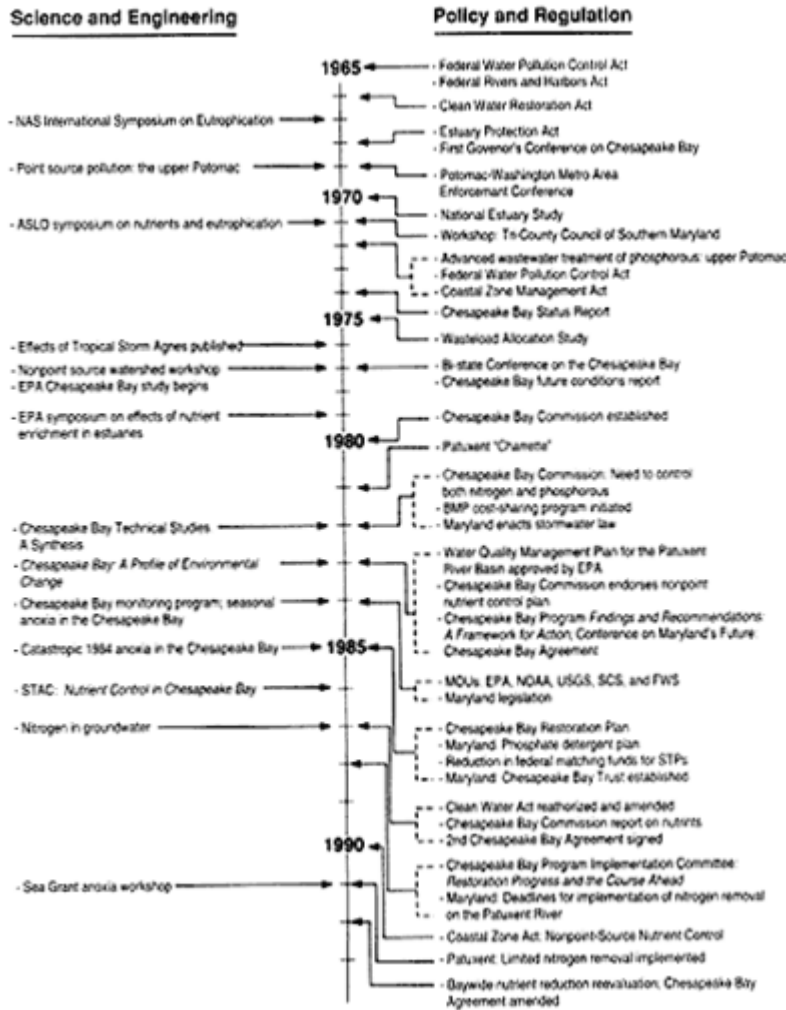 Science and Engineering
Policy and Regulation
1965
- Federal Water Pollution Control Act
- Federal Rivers and Harbors Act
- Clean Water Restoration Act
- NAS International Symposium on Eutrophication
- Estuary Protection Act
- First Govenor's Conference on Chesapeake Bay
- Point source pollution: the upper Potomac
- Potomac-Washington Metro Area
Enforcemant Conference
1970
- National Estuary Study
- ASLO symposium on nutrients and eutrophication
- Workshop: Tri-County Council of Southern Maryland
- Advanced wastewater treatment of phosphorous: upper Potomac
- Federal Water Pollution Control Act
- Coastal Zone Management Act
- Chesapeake Bay Status Report
1975
- Wasteload Allocation Study
- Effects of Tropical Storm Agnes published
- Nonpoint source watershed workshop
- EPA Chesapeake Bay study begins
- Bi-state Conference on the Chesapeake Bay
- Chesapeake Bay future conditions report
- EPA symposium on effects of nutrient
enrichment in estuaries
- Chesapeake Bay Commission established
1980
- Patuxent "Charrette"
- Chesapeake Bay Commission: Need to control
both nitrogen and phosphorous
- BMP cost-sharing program initiated
- Maryland enacts stormwater law
- Chesapeake Bay Technical Studies
A Synthesis
- Chesapeake Bay: A Profile of Environmental
Change
- Water Quality Management Plan for the Patuxent
River Basin approved by EPA
- Chesapeake Bay Commission endorses nonpoint
nutrient control plan
- Chesapeake Bay Program Findings and Recommendations:
A Framework for Action; Conference on Maryland's Future:
Chesapeake Bay Agreement
- Chesapeake Bay monitoring program; seasonal
anoxia in the Chesapeake Bay
- Catastropic 1984 anoxia in the Chesapeake Bay
1985
- MOUs: EPA, NOAA, USGS, SCS, and FWS
- Maryland legislation
- STAC: Nutrient Control in Chesapeake Bay
- Nitrogen in groundwater
- Chesapeake Bay Restoration Plan
- Maryland: Phosphate detergent plan
- Reduction in federal matching funds for STPs
- Maryland: Chesapeake Bay Trust established
- Clean Water Act reathorized and amended
- Chesapeake Bay Commission report on nutrients
- 2nd Chesapeake Bay Agreement signed
1990
- Chesapeake Bay Program Implementation Committee:
Restoration Progress and the Course Ahead
- Maryland: Deadlines for implementation of nitrogen removal
on the Patuxent River
- Sea Grant anoxia workshop
- Coastal Zone Act: Nonpoint-Source Nutrient Control
- Patuxent: Limited nitrogen removal implemented
- Baywide nutrient reduction reevaluation; Chesapeake Bay
Agreement amended